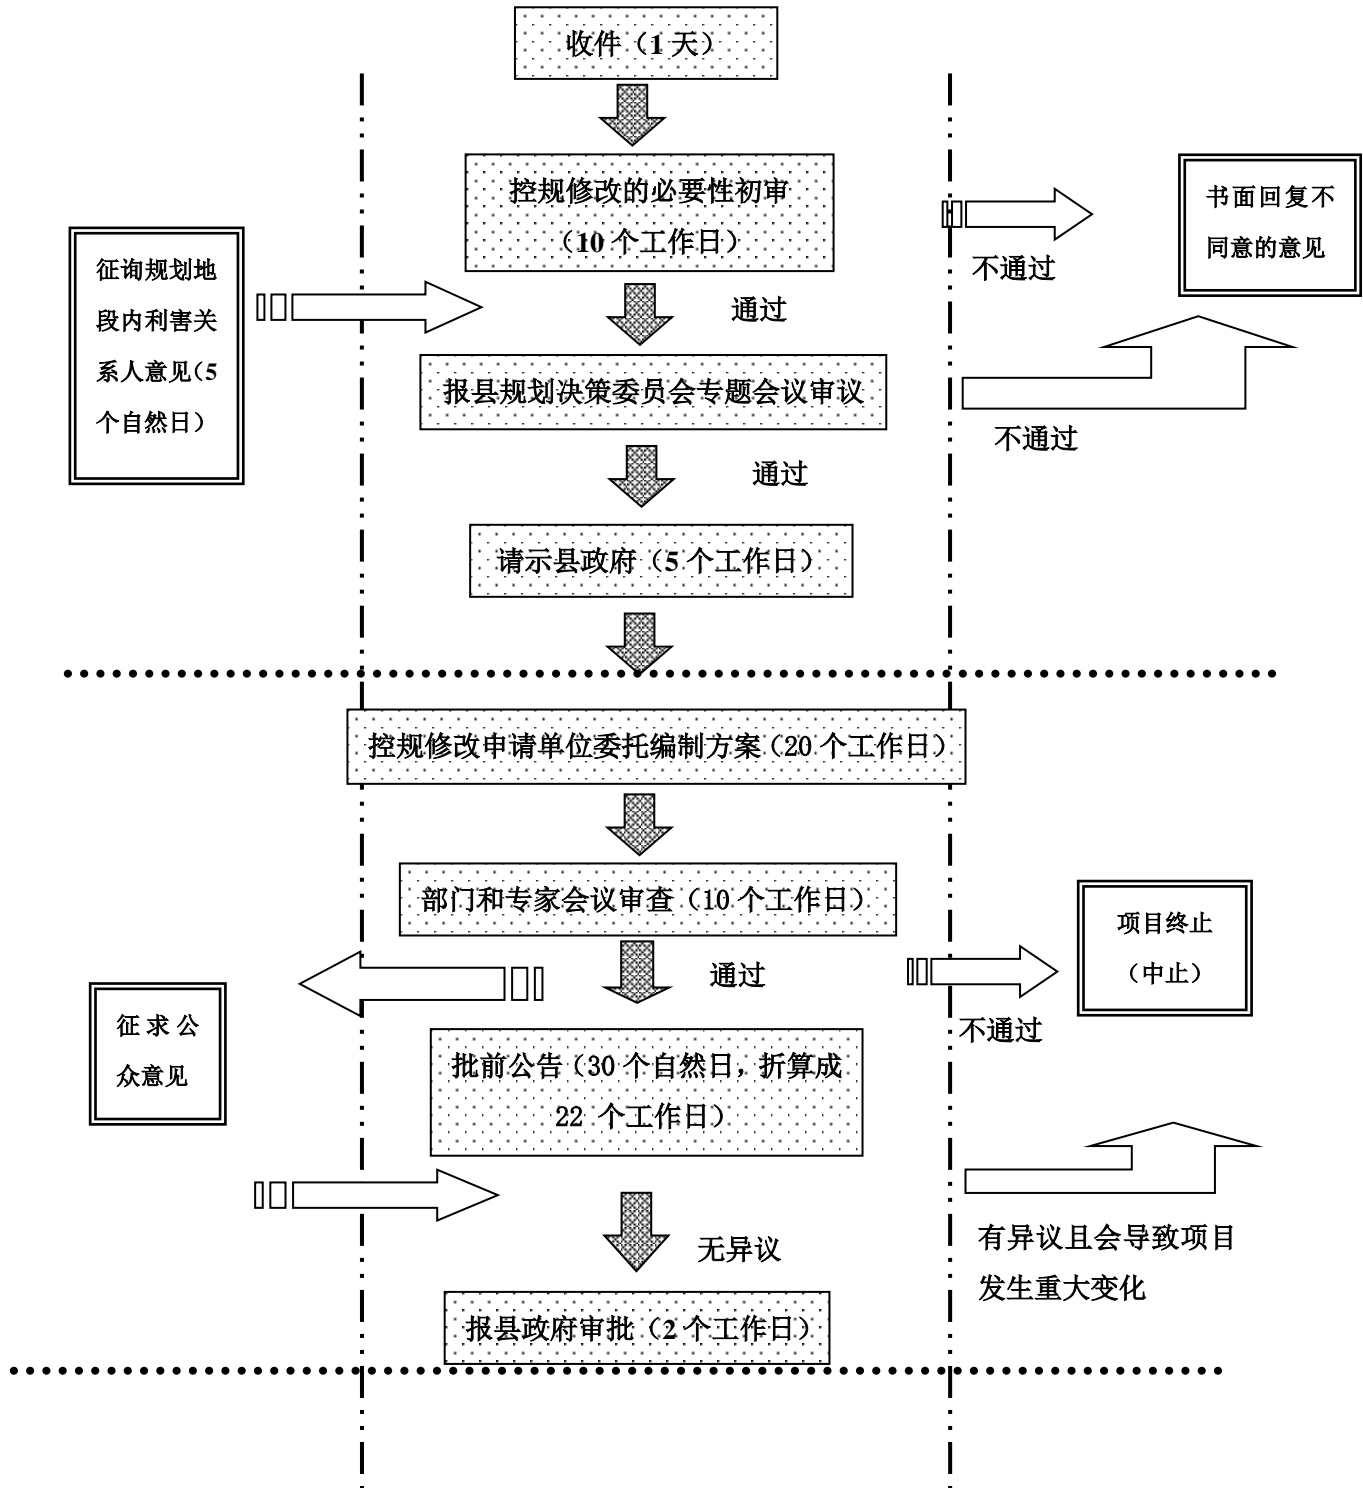 收件（1 天）
控规修改的必要性初审
（10 个工作日）
书面回复不
同意的意见
不通过
征询规划地
段内利害关
系人意见（5
个自然日）
通过
报县规划决策委员会专题会议审议
不通过
通过
请示县政府（5 个工作日）
控规修改申请单位委托编制方案（20 个工作日）
部门和专家会议审查（10 个工作日）
项目终止
（中止）
通过
不通过
征 求 公
众意见
批前公告（30 个自然日，折算成
22 个工作日）
无异议
有异议且会导致项目
发生重大变化
报县政府审批（2 个工作日）